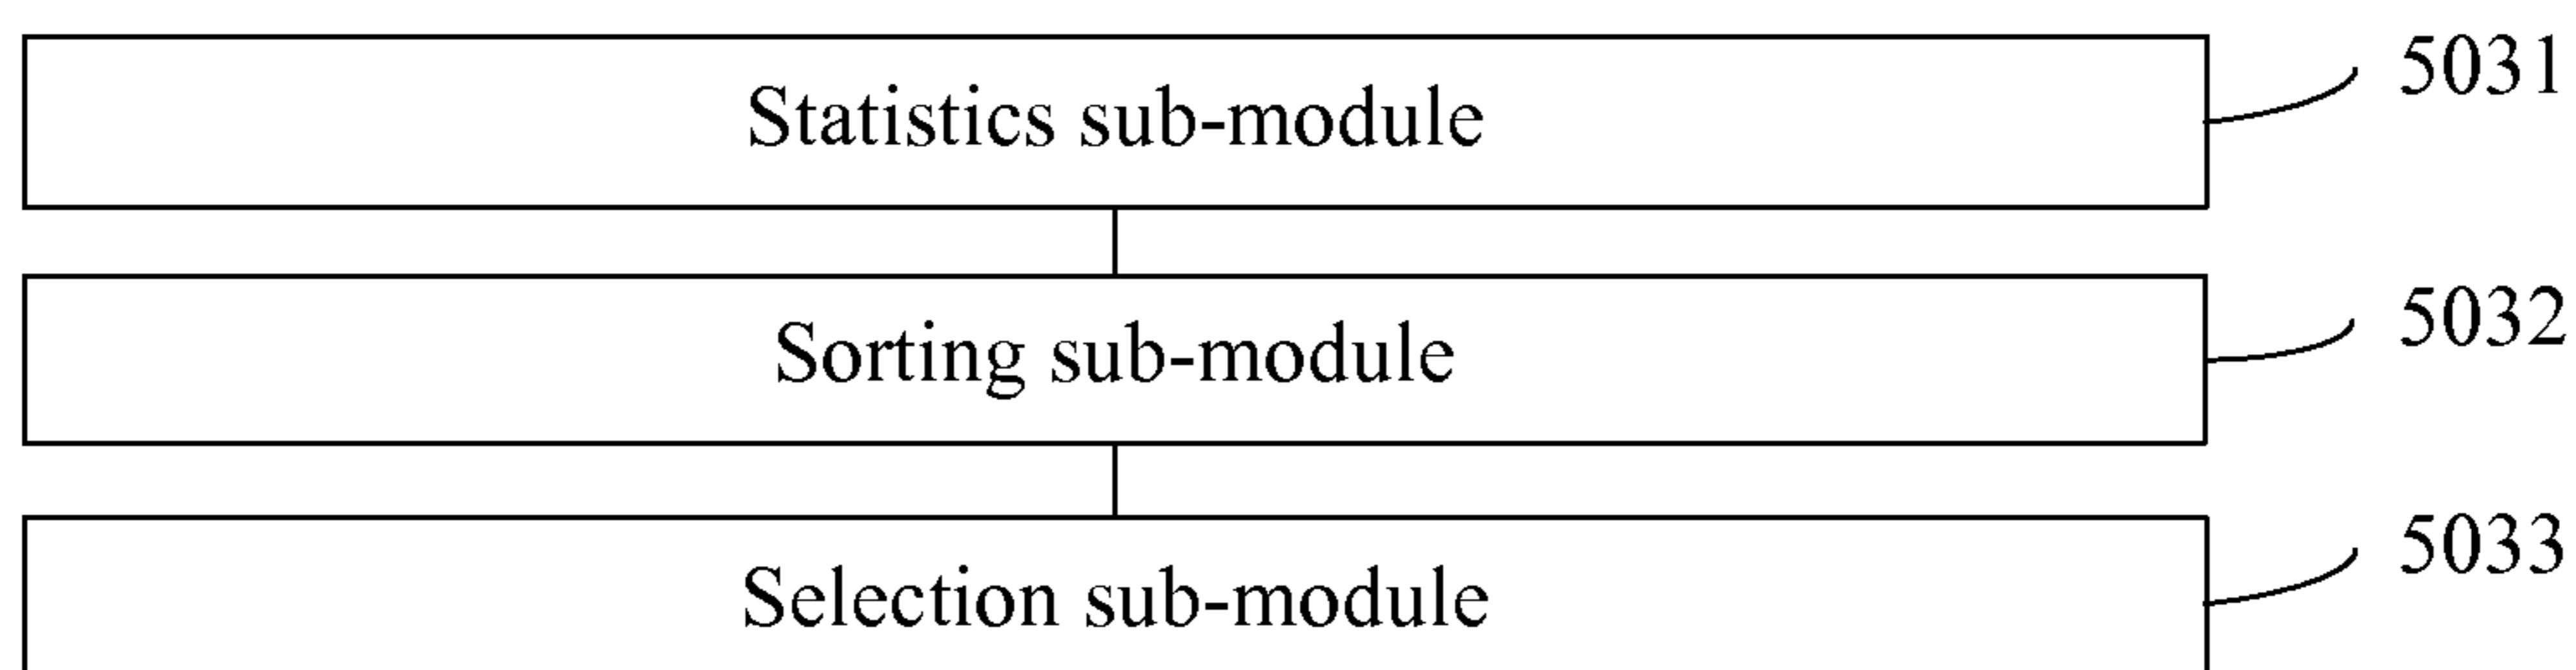 Statistics sub-module 5031
Sorting sub-module 5032
Selection sub-module 5033